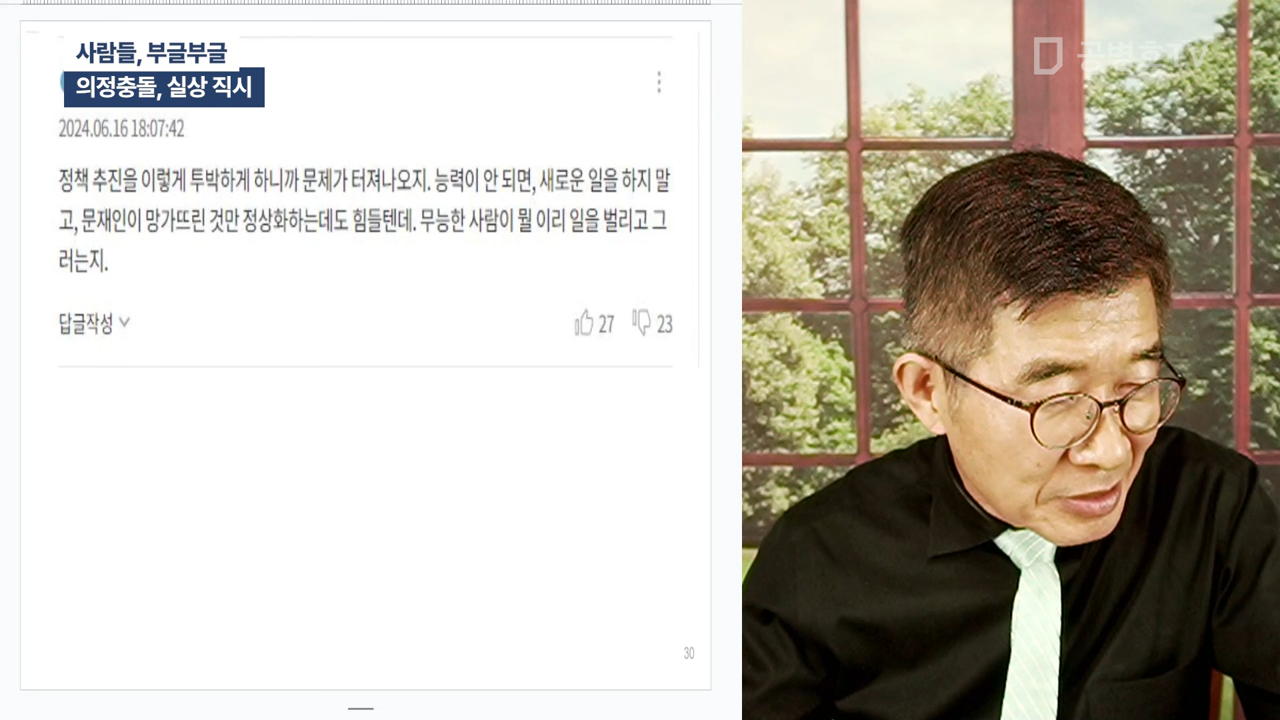 사람들, 부글부글
의정충돌, 실상 직시
2024.06.16 18:07:42
정책 추진을 이렇게 투박하게 하니까 문제가 터져나오지. 능력이 안 되면, 새로운 일을 하지 말
고, 문재인이 망가뜨린 것만 정상화하는데도 힘들텐데. 무능한 사람이 뭘 이리 일을 벌리고 그
러는지.
답글작성
27
23
30
공병호TV